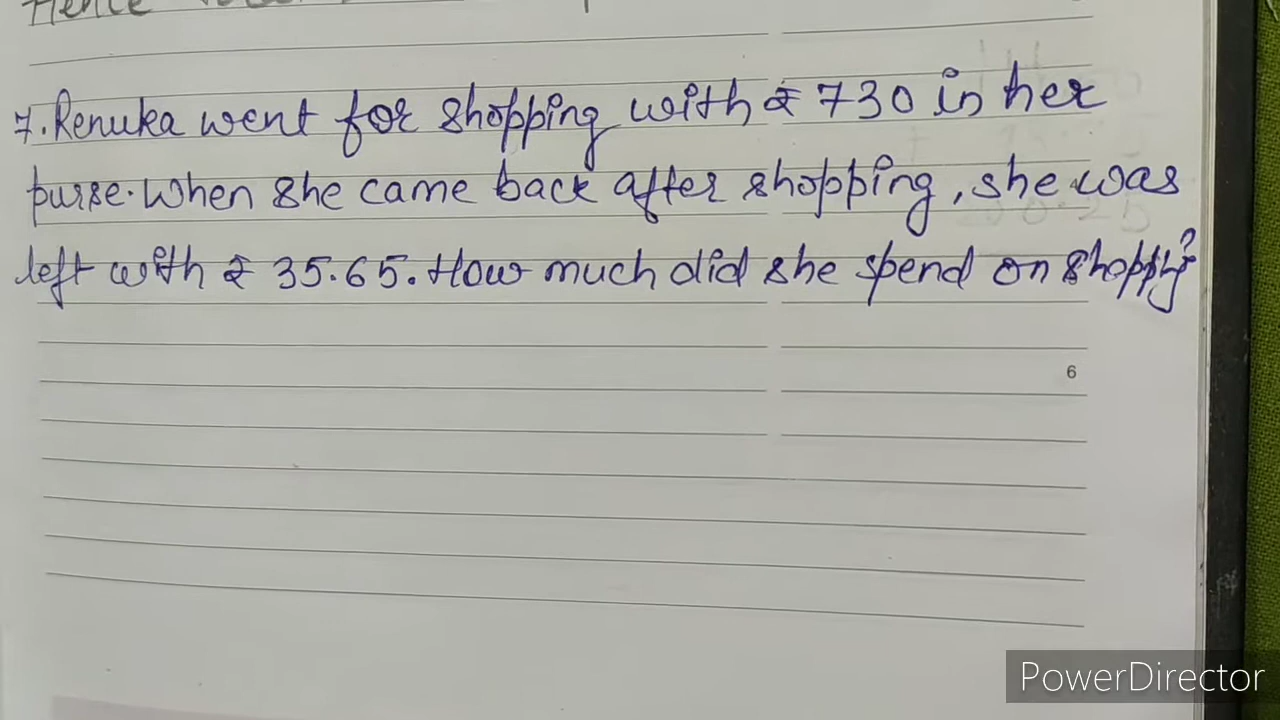 Hence
7. Renuka went for shopping with ₹ 730 in her
purse. When she came back after shopping, she was
left with ₹ 35.65. How much did she spend on shopping?
6
PowerDirector